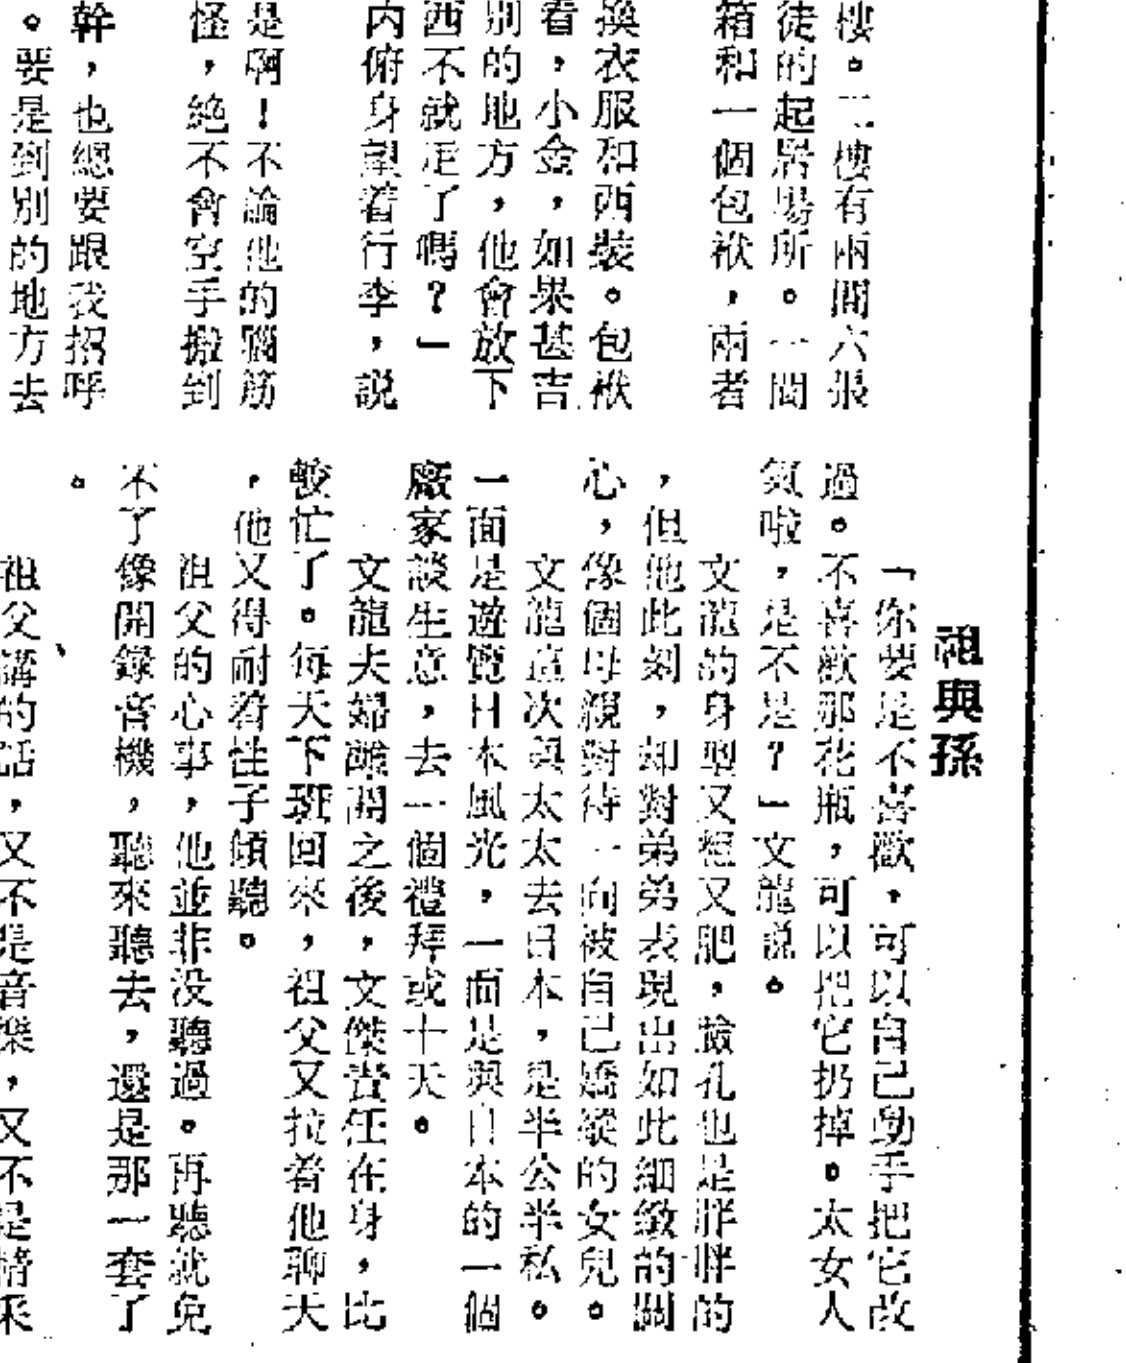 樓。二樓有兩間六張
徒的起居場所。一間
箱和一個包袱，兩者
換衣服和西裝。包袱
看，小金，如果甚吉
別的地方，他會放下
西不就走了嗎？」
內俯身望着行李，説
是啊！不論他的腦筋
怪，絶不會空手搬到
幹，也總要跟我招呼
。要是到別的地方去
祖與孫
「你要是不喜歡，可以自己動手把它改
過。不喜歡那花瓶，可以把它扔掉。太女人
氣啦，是不是？」文龍説。
文龍的身型又粗又肥，臉孔也是胖胖的
，但他此刻，却對弟弟表現出如此細緻的關
心，像個母親對待一向被自己嬌縱的女兒。
文龍這次與太太去日本，是半公半私。
一面是遊覽日本風光，一面是與日本的一個
廠家談生意，去一個禮拜或十天。
文龍夫婦離開之後，文傑責任在身，比
較忙了。每天下班回來，祖父又拉着他聊天
，他又得耐着性子傾聽。
祖父的心事，他並非没聽過。再聽就免
不了像開錄音機，聽來聽去，還是那一套了
。
祖父講的話，又不是音樂，又不是精采